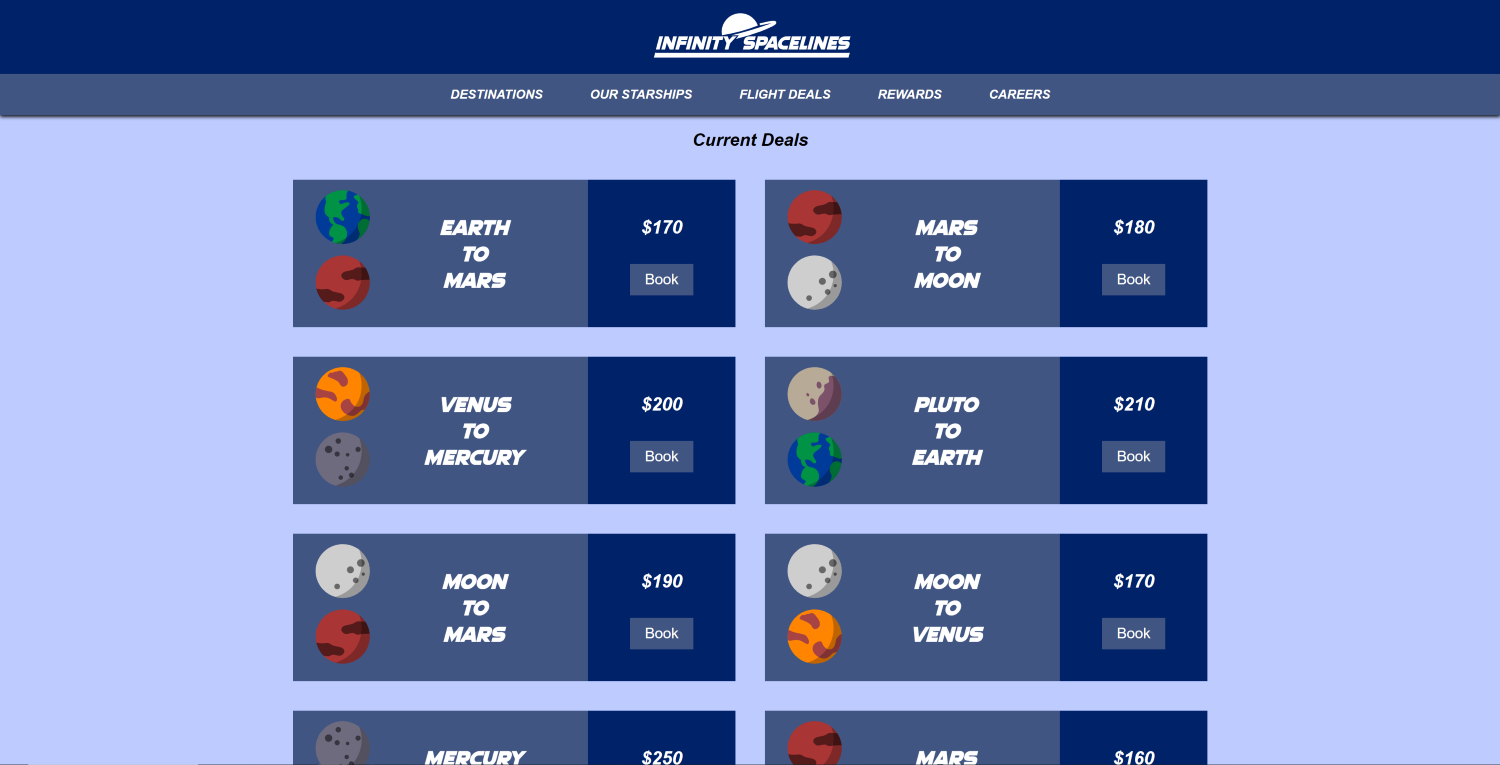 INFINITY SPACELINES
DESTINATIONS OUR STARSHIPS FLIGHT DEALS REWARDS CAREERS
Current Deals
EARTH
TO
MARS
$170
Book
MARS
TO
MOON
$180
Book
VENUS
TO
MERCURY
$200
Book
PLUTO
TO
EARTH
$210
Book
MOON
TO
MARS
$190
Book
MOON
TO
VENUS
$170
Book
MERCURY
$250
MARS
$160